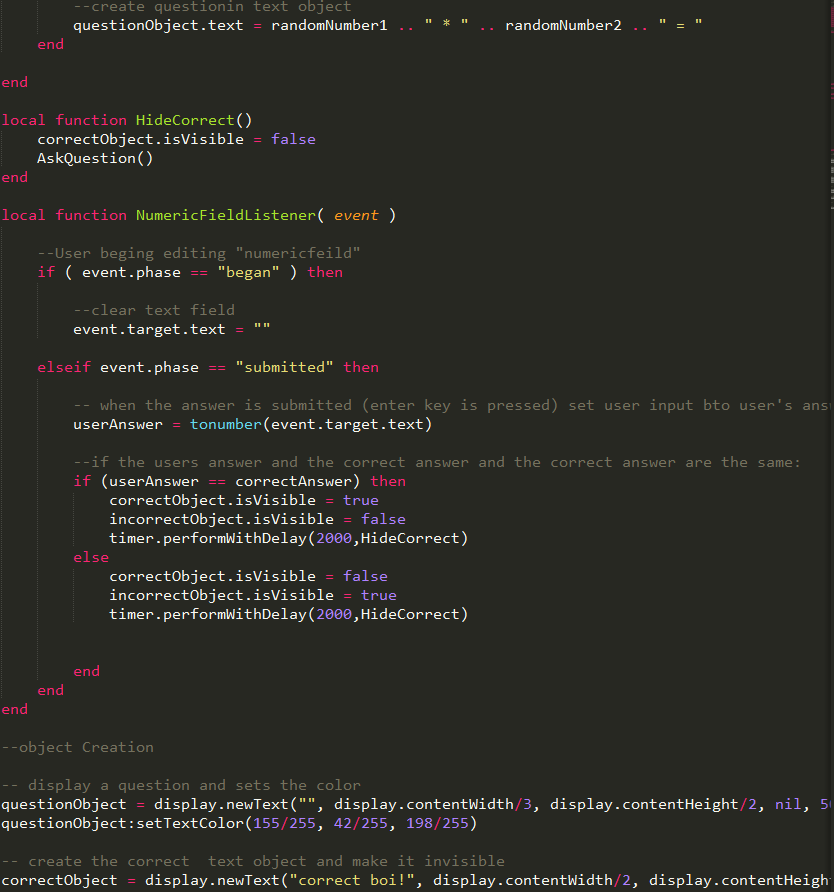 --create questionin text object
questionObject.text = randomNumber1 .. " * " .. randomNumber2 .. " = "
end
end
local function HideCorrect()
correctObject.isVisible = false
AskQuestion()
end
local function NumericFieldListener( event )
--User beging editing "numericfeild"
if ( event.phase == "began" ) then
--clear text field
event.target.text = ""
elseif event.phase == "submitted" then
-- when the answer is submitted (enter key is pressed) set user input bto user's ans
userAnswer = tonumber(event.target.text)
--if the users answer and the correct answer and the correct answer are the same:
if (userAnswer == correctAnswer) then
correctObject.isVisible = true
incorrectObject.isVisible = false
timer.performWithDelay(2000,HideCorrect)
else
correctObject.isVisible = false
incorrectObject.isVisible = true
timer.performWithDelay(2000,HideCorrect)
end
end
end
--object Creation
-- display a question and sets the color
questionObject = display.newText("", display.contentWidth/3, display.contentHeight/2, nil, 5
questionObject:setTextColor(155/255, 42/255, 198/255)
-- create the correct  text object and make it invisible
correctObject = display.newText("correct boi!", display.contentWidth/2, display.contentHeigh